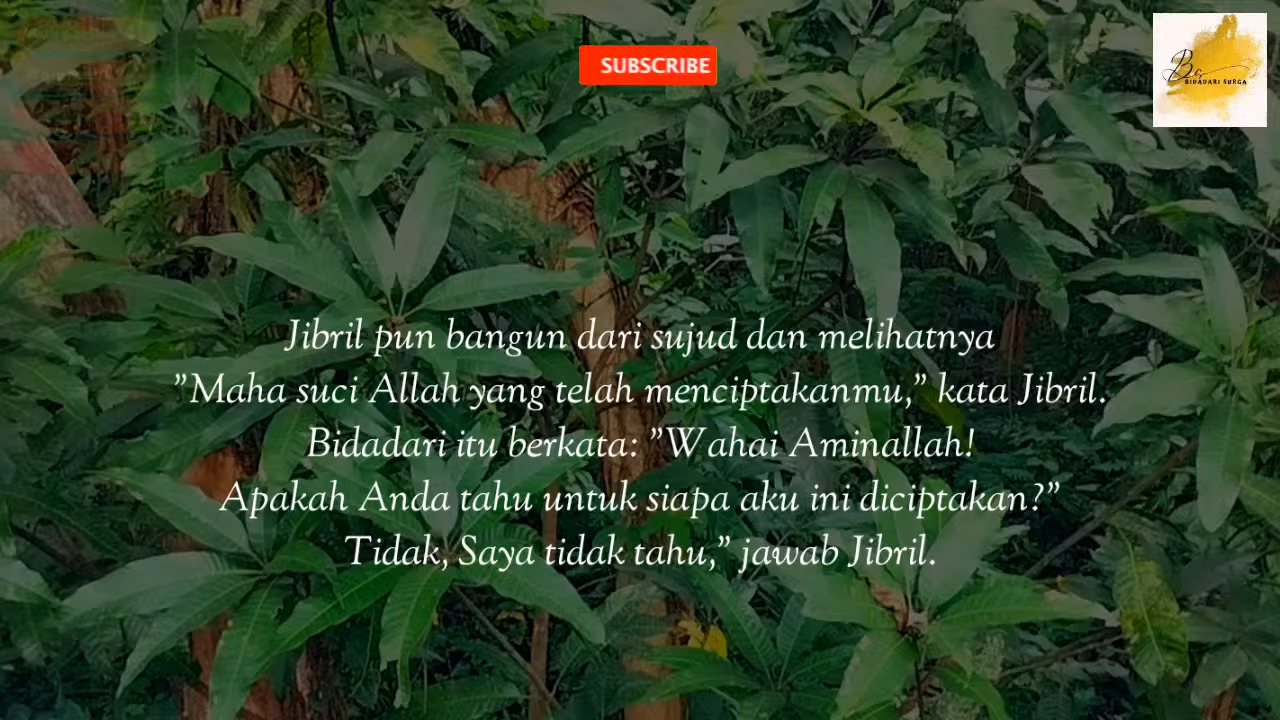 SUBSCRIBE
Bs
BIDADARI SURGA
Jibril pun bangun dari sujud dan melihatnya
”Maha suci Allah yang telah menciptakanmu,” kata Jibril.
Bidadari itu berkata: ”Wahai Aminallah!
Apakah Anda tahu untuk siapa aku ini diciptakan?”
Tidak, Saya tidak tahu,” jawab Jibril.